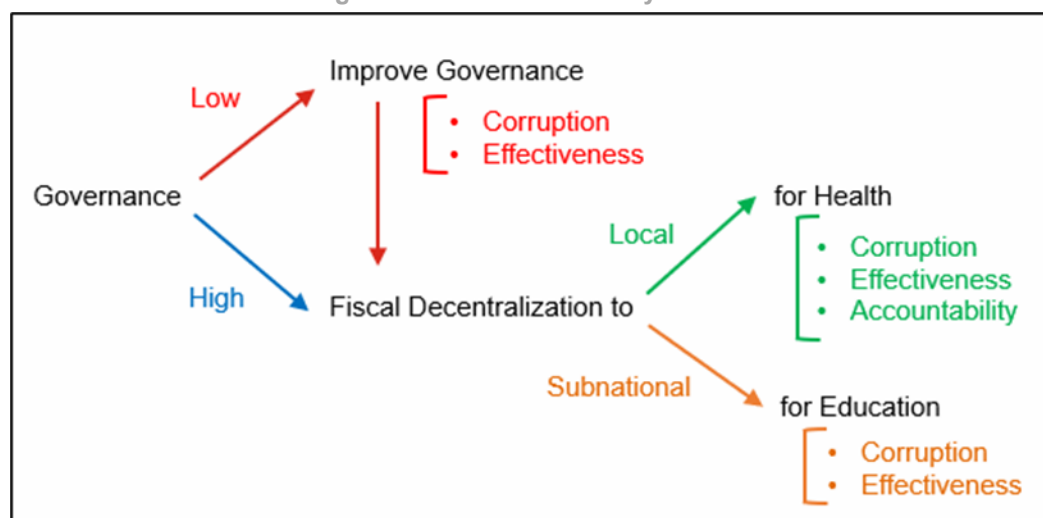 Improve Governance
Low
• Corruption
• Effectiveness
Governance
for Health
Local
• Corruption
• Effectiveness
• Accountability
High
Fiscal Decentralization to
Subnational
for Education
• Corruption
• Effectiveness